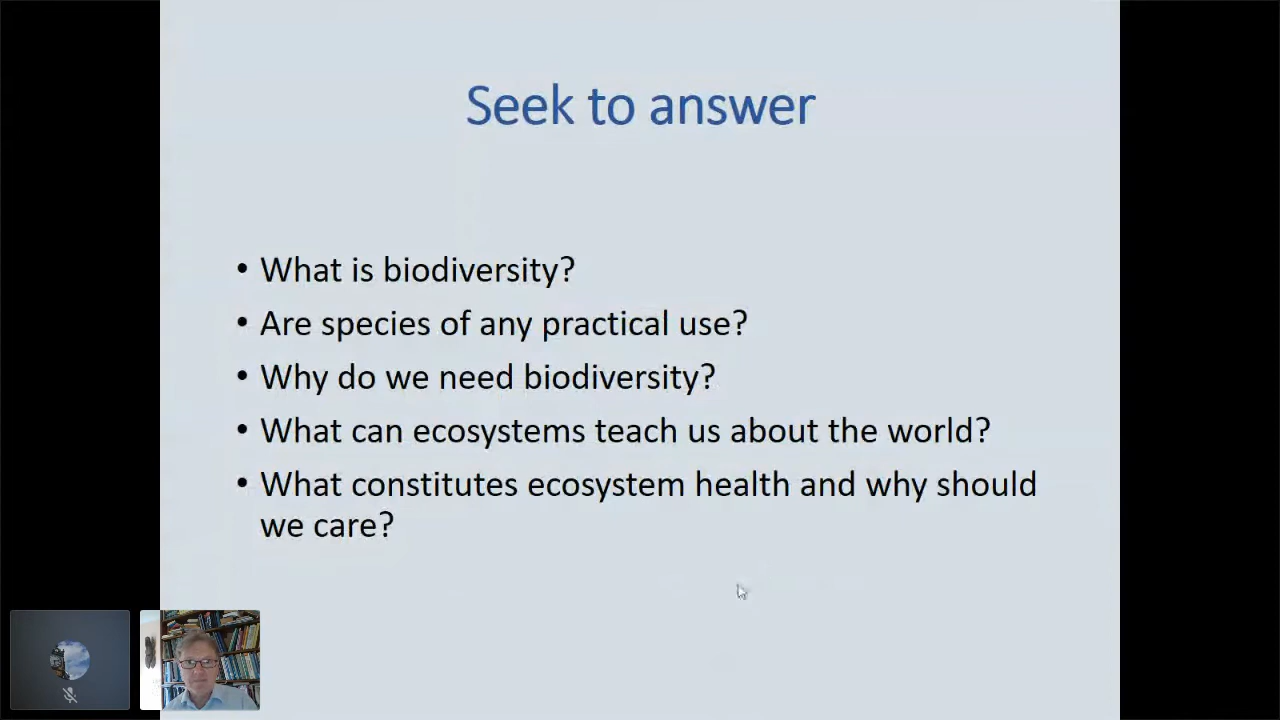 Seek to answer
• What is biodiversity?
• Are species of any practical use?
• Why do we need biodiversity?
• What can ecosystems teach us about the world?
• What constitutes ecosystem health and why should
we care?